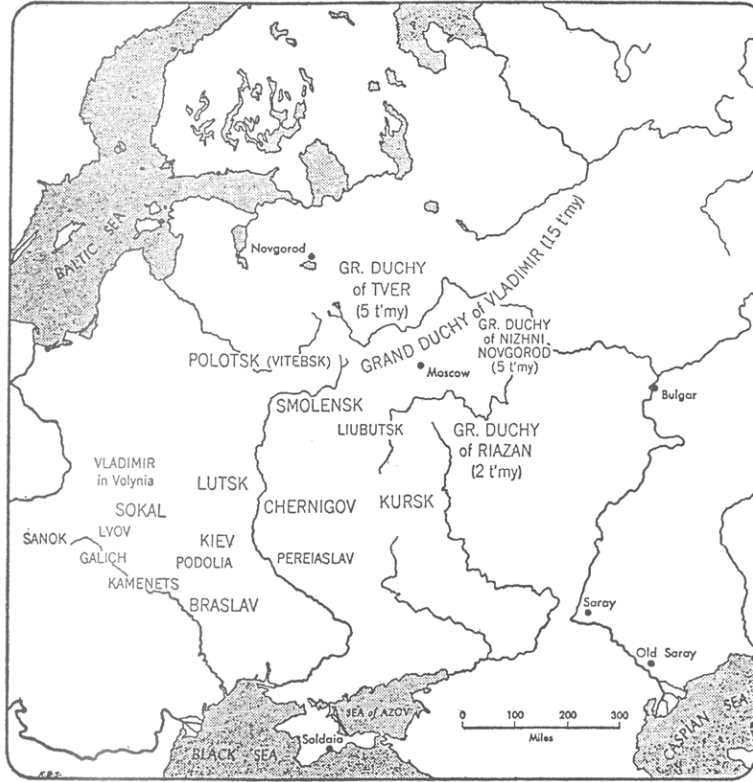 BALTIC SEA
Novgorod
GR. DUCHY
of TVER
(5 t'my)
GRAND DUCHY of VLADIMIR (15 t'my)
GR. DUCHY
of NIZHNI
NOVGOROD
(5 t'my)
POLOTSK (VITEBSK)
Moscow
Bulgar
SMOLENSK
LIUBUTSK
GR. DUCHY
of RIAZAN
(2 t'my)
VLADIMIR
in Volynia
LUTSK
SOKAL
CHERNIGOV
KURSK
LVOV
SANOK
KIEV
GALICH
PODOLIA
PEREIASLAV
KAMENETS
BRASLAV
Saray
Old Saray
SEA of AZOV
BLACK SEA
Soldaia
CASPIAN SEA
0 100 200 300
Miles
K.B.S.